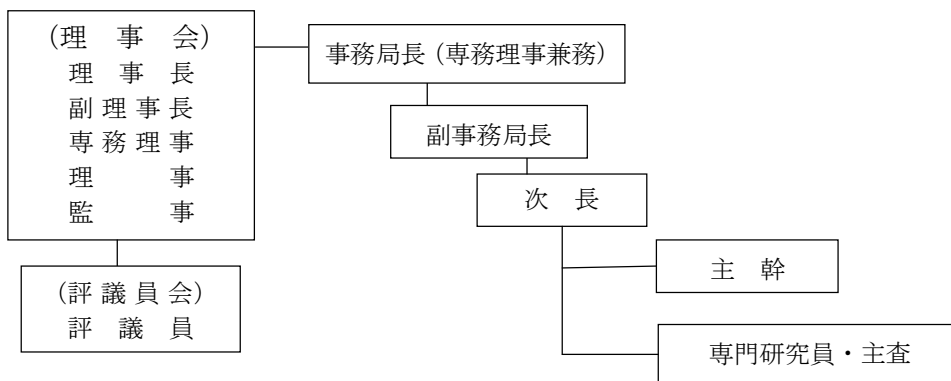 (理 事 会)
理 事 長
副 理 事 長
専 務 理 事
理 事
監 事
(評 議 員 会)
評 議 員
事務局長 (専務理事兼務)
副事務局長
次 長
主 幹
専門研究員・主査